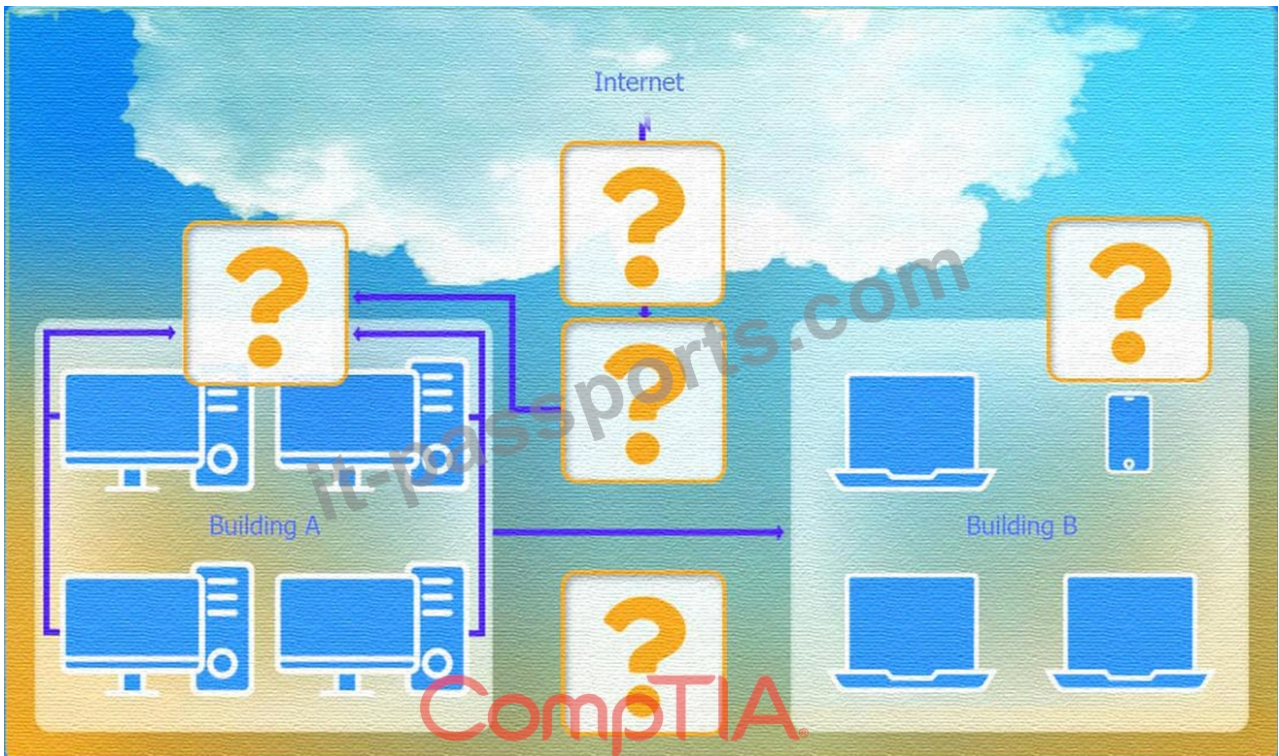 Internet
?
?
?
?
it-passports.com
Building A
Building B
?
CompTIA®